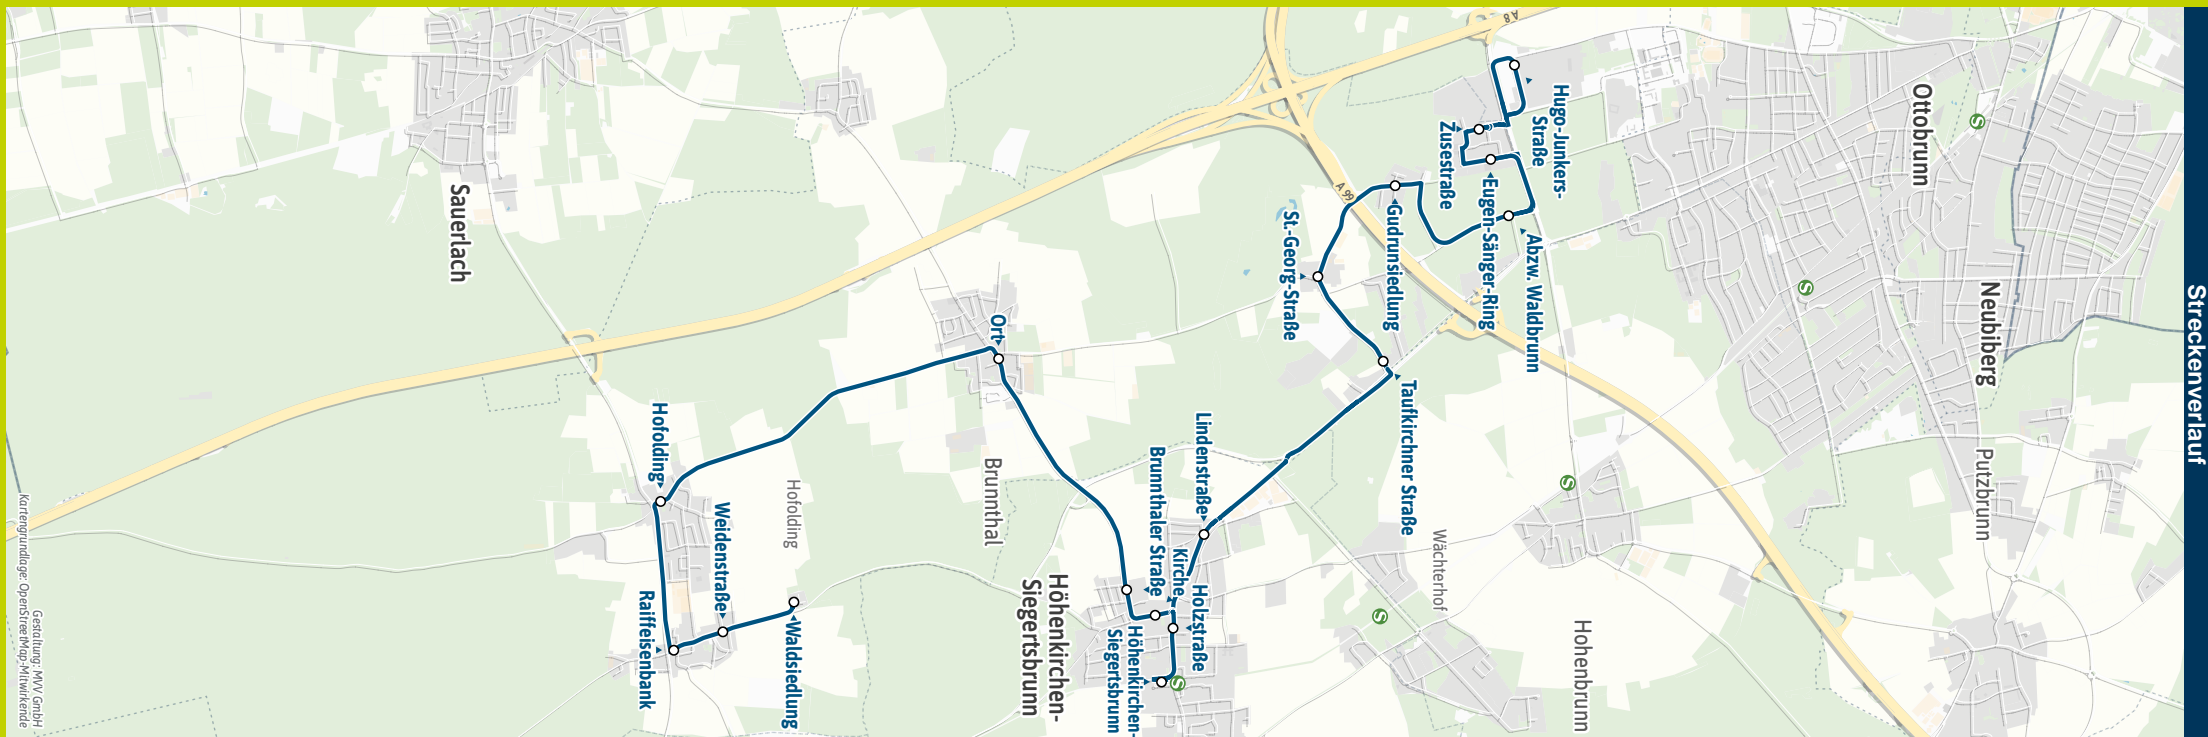 Streckenverlauf
Ottobrunn
Neubiberg
Putzbrunn
A 8
Hugo-Junkers-
Straße
Zusestraße
Eugen-Sänger-Ring
Abzw. Waldbrunn
A 99
Gudrunsiedlung
St.-Georg-Straße
Taufkirchner Straße
Wächterhof
Hohenbrunn
Lindenstraße
Brunnthaler Straße
Kirche
Holzstraße
Höhenkirchen-
Siegertsbrunn
Höhenkirchen-
Siegertsbrunn
Ort
Brunnthal
Sauerlach
Hofolding
Hofolding
Weidenstraße
Waldsiedlung
Raiffeisenbank
S
S
S
S
S
Gestaltung: MVV GmbH
Kartengrundlage: OpenStreetMap-Mitwirkende